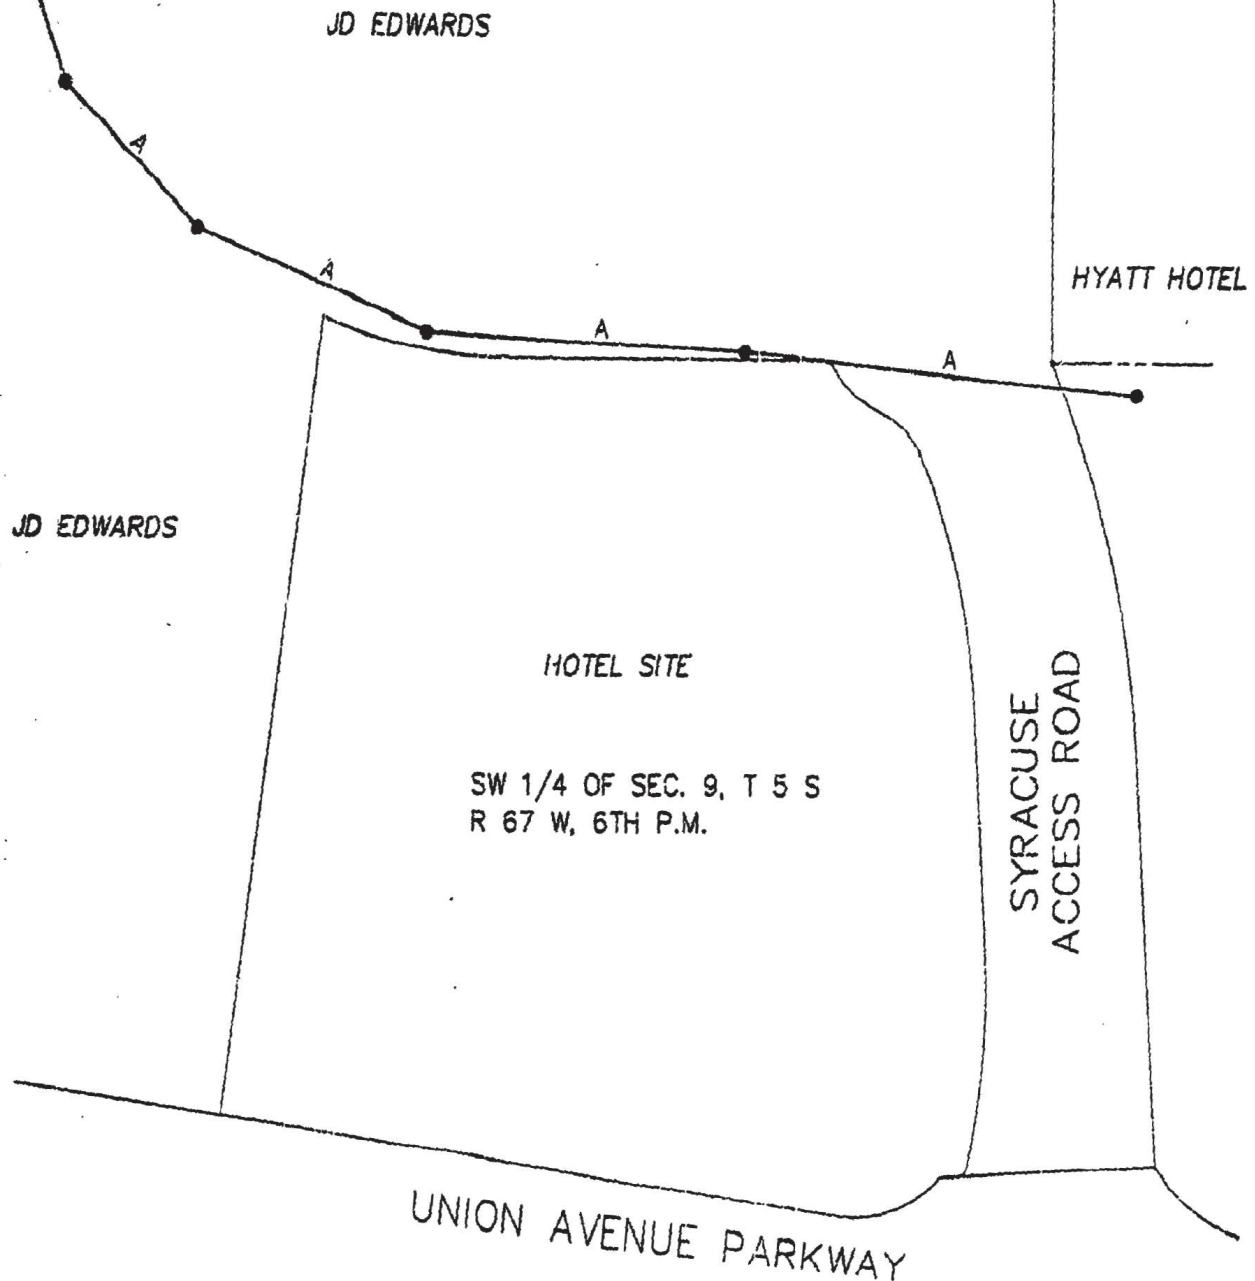 JD EDWARDS
A
A
HYATT HOTEL
A
A
JD EDWARDS
HOTEL SITE
SW 1/4 OF SEC. 9, T 5 S
R 67 W, 6TH P.M.
SYRACUSE
ACCESS ROAD
UNION AVENUE PARKWAY